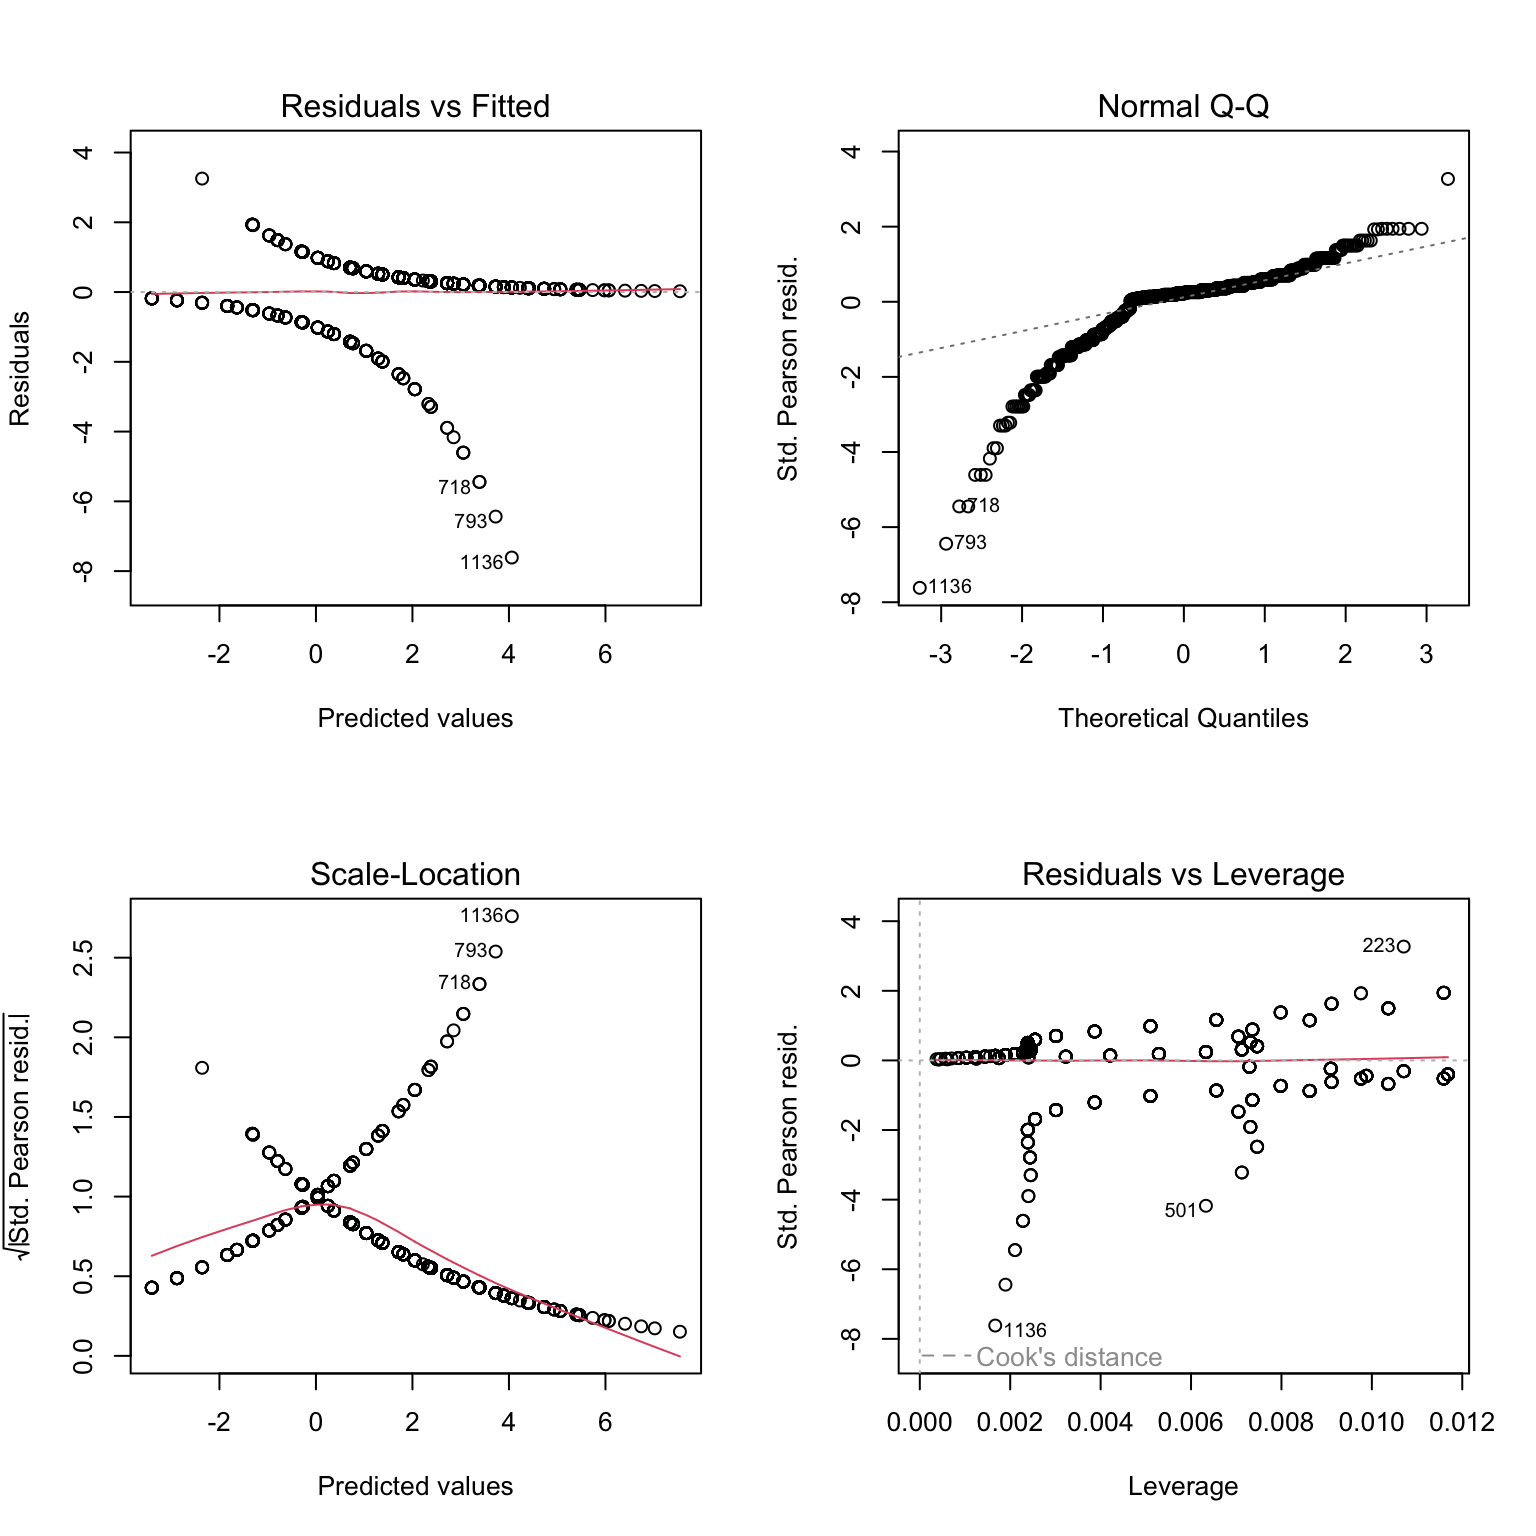 Residuals vs Fitted
4
2
0
-2
-4
-6
-8
Residuals
718
793
1136
-2 0 2 4 6
Predicted values
Normal Q-Q
4
2
0
-2
-4
-6
-8
Std. Pearson resid.
718
793
1136
-3 -2 -1 0 1 2 3
Theoretical Quantiles
Scale-Location
2.5
2.0
1.5
1.0
0.5
0.0
√|Std. Pearson resid.|
1136
793
718
-2 0 2 4 6
Predicted values
Residuals vs Leverage
4
2
0
-2
-4
-6
-8
Std. Pearson resid.
223
501
1136
Cook's distance
0.000 0.002 0.004 0.006 0.008 0.010 0.012
Leverage